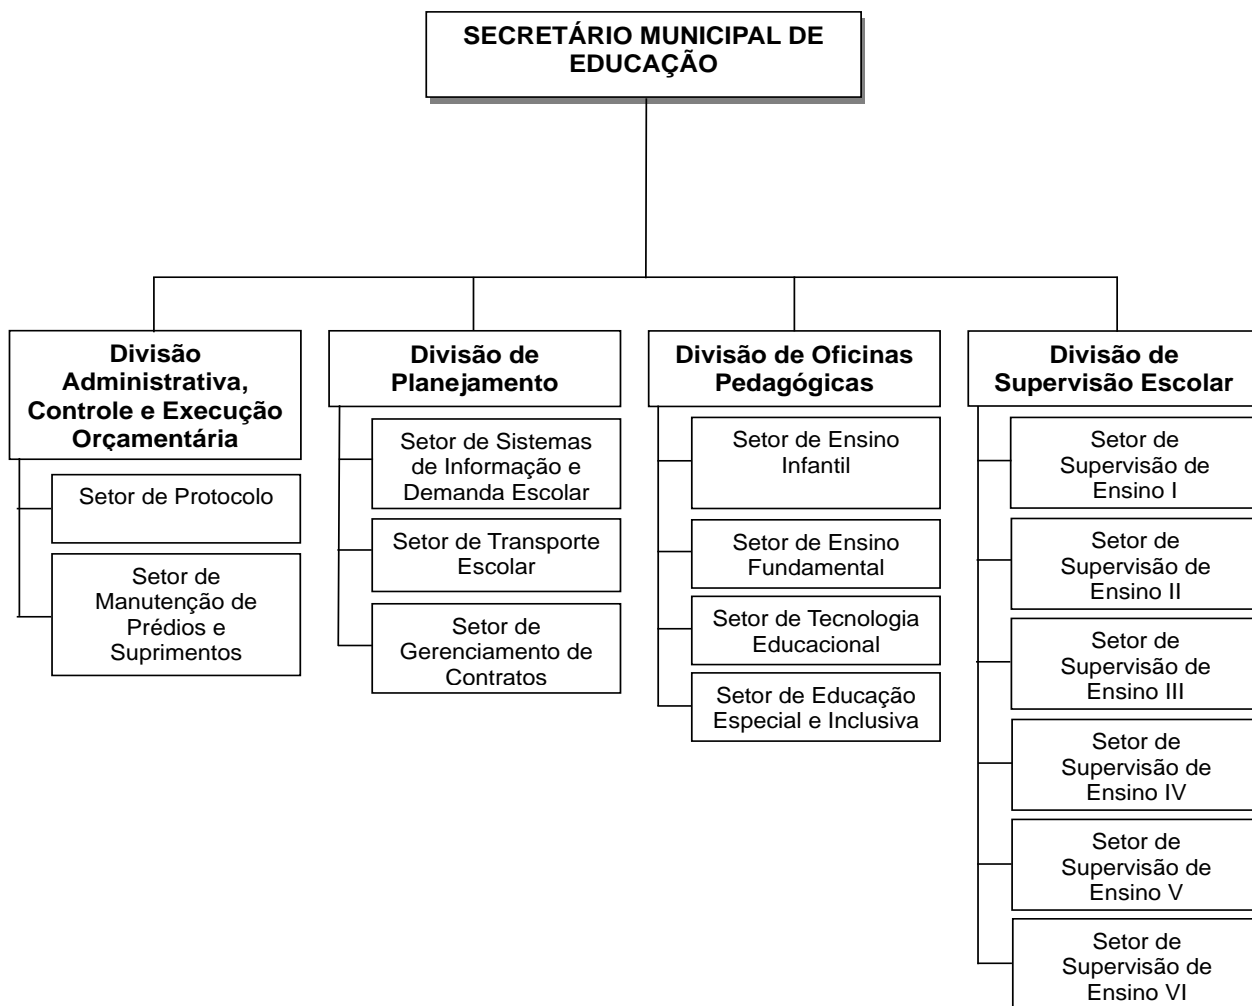 SECRETÁRIO MUNICIPAL DE
EDUCAÇÃO
Divisão
Administrativa,
Controle e Execução
Orçamentária
Setor de Protocolo
Setor de
Manutenção de
Prédios e
Suprimentos
Divisão de
Planejamento
Setor de Sistemas
de Informação e
Demanda Escolar
Setor de Transporte
Escolar
Setor de
Gerenciamento de
Contratos
Divisão de Oficinas
Pedagógicas
Setor de Ensino
Infantil
Setor de Ensino
Fundamental
Setor de Tecnologia
Educacional
Setor de Educação
Especial e Inclusiva
Divisão de
Supervisão Escolar
Setor de
Supervisão de
Ensino I
Setor de
Supervisão de
Ensino II
Setor de
Supervisão de
Ensino III
Setor de
Supervisão de
Ensino IV
Setor de
Supervisão de
Ensino V
Setor de
Supervisão de
Ensino VI